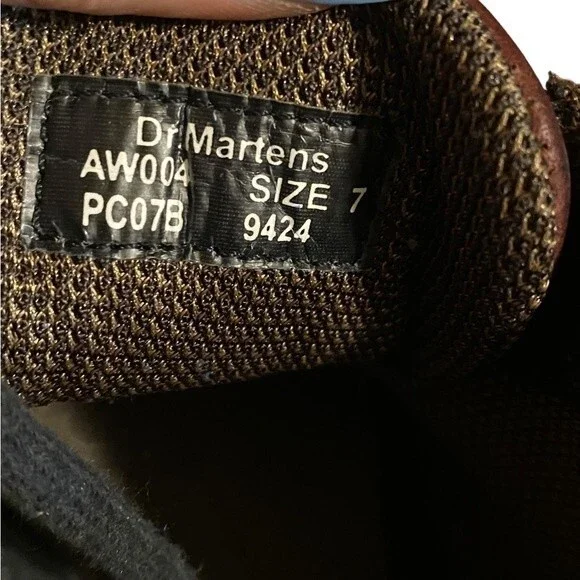 Dr.Martens
AW004 SIZE 7
PC07B 9424